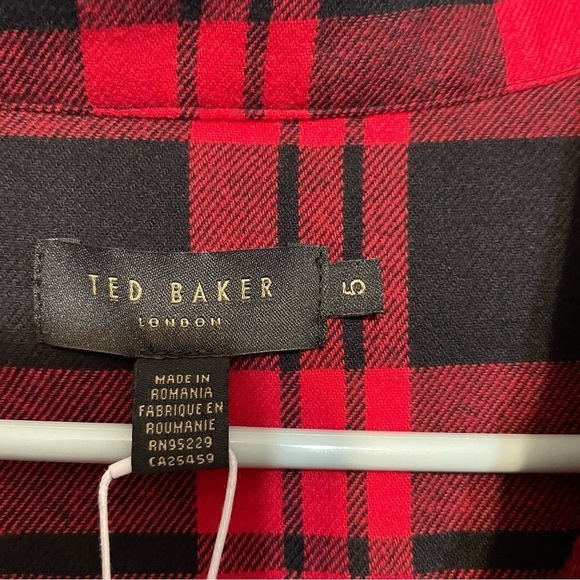 TED BAKER
LONDON
5
MADE IN
ROMANIA
FABRIQUE EN
ROUMANIE
RN95229
CA25459